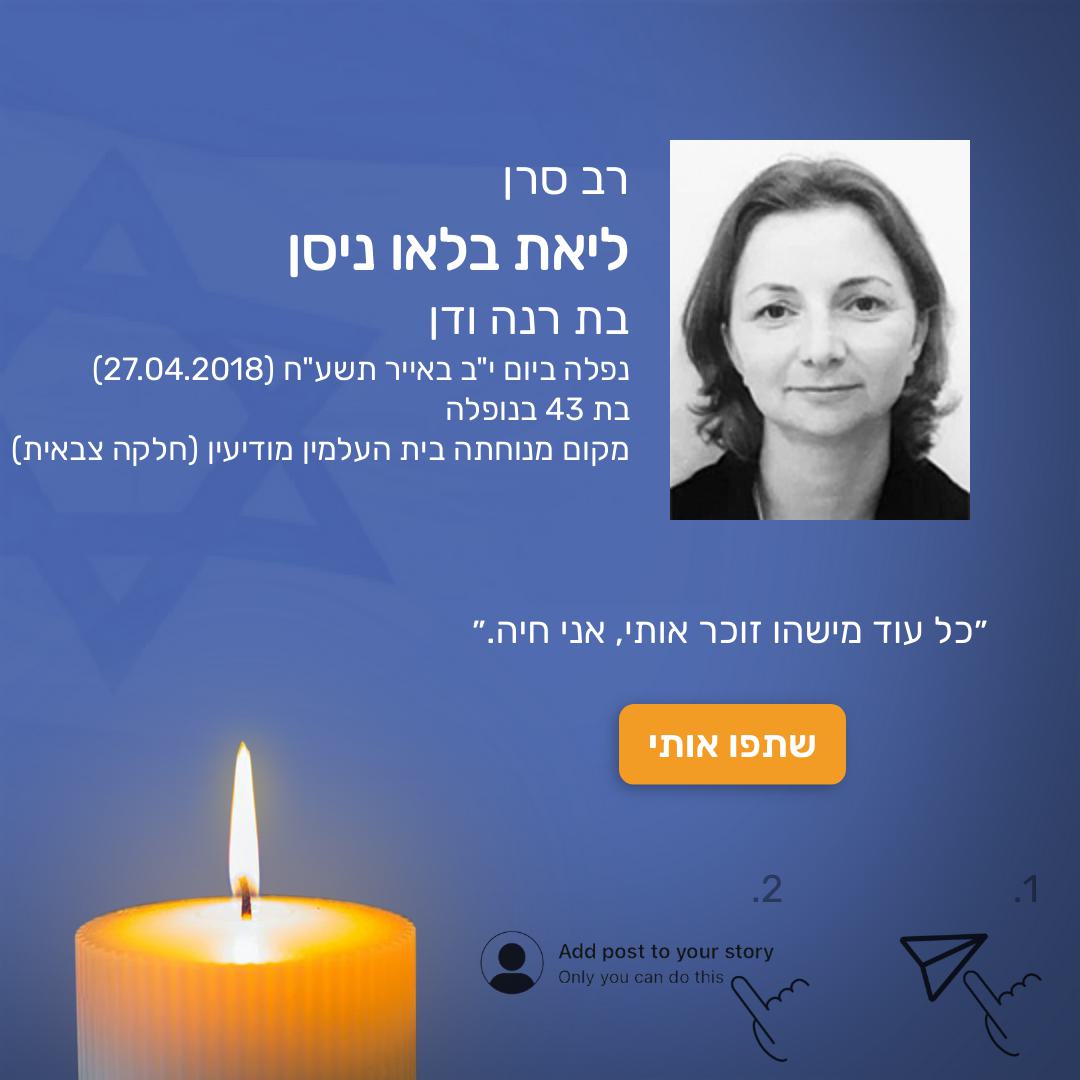 רב סרן
ליאת בלאו ניסן
בת רנה ודן
נפלה ביום י"ב באייר תשע"ח (27.04.2018)
בת 43 בנופלה
מקום מנוחתה בית העלמין מודיעין (חלקה צבאית)
״כל עוד מישהו זוכר אותי, אני חיה.״
שתפו אותי
.1
.2
Add post to your story
Only you can do this